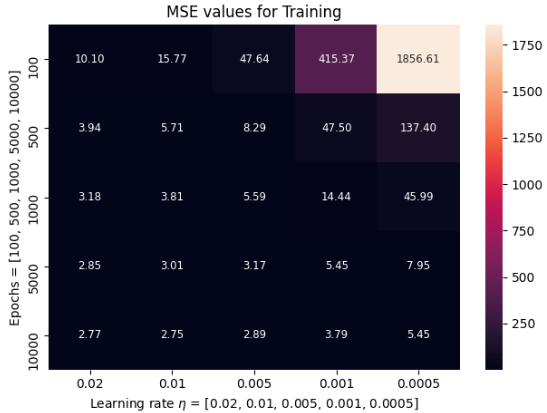 MSE values for Training
Epochs = [100, 500, 1000, 5000, 10000]
100 10.10 15.77 47.64 415.37 1856.61
500 3.94 5.71 8.29 47.50 137.40
1000 3.18 3.81 5.59 14.44 45.99
5000 2.85 3.01 3.17 5.45 7.95
10000 2.77 2.75 2.89 3.79 5.45
0.02 0.01 0.005 0.001 0.0005
Learning rate η = [0.02, 0.01, 0.005, 0.001, 0.0005]
1750
1500
1250
1000
750
500
250